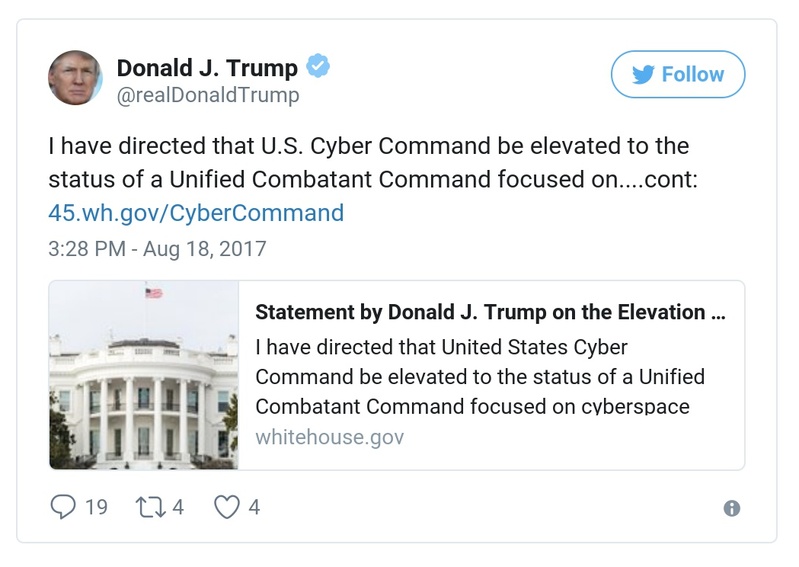 Donald J. Trump
@realDonaldTrump
Follow
I have directed that U.S. Cyber Command be elevated to the
status of a Unified Combatant Command focused on....cont:
45.wh.gov/CyberCommand
3:28 PM - Aug 18, 2017
Statement by Donald J. Trump on the Elevation ...
I have directed that United States Cyber
Command be elevated to the status of a Unified
Combatant Command focused on cyberspace
whitehouse.gov
19 4 4